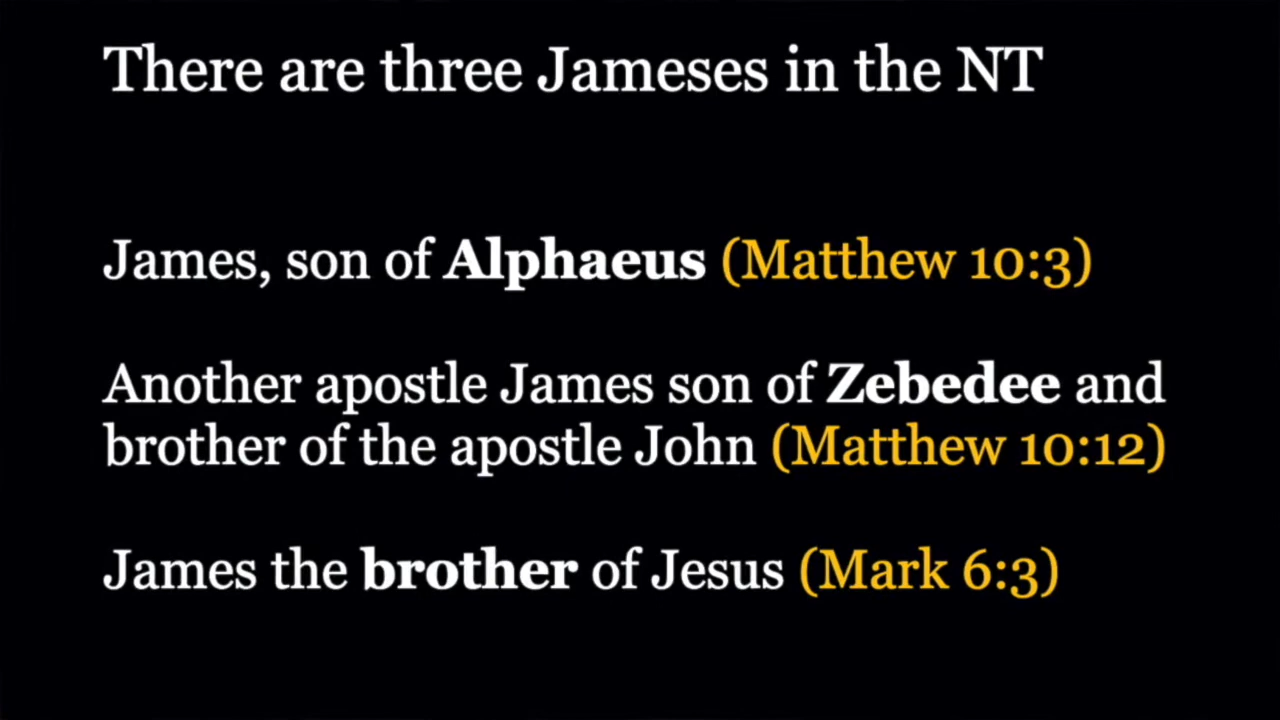 There are three Jameses in the NT
James, son of Alphaeus (Matthew 10:3)
Another apostle James son of Zebedee and
brother of the apostle John (Matthew 10:12)
James the brother of Jesus (Mark 6:3)